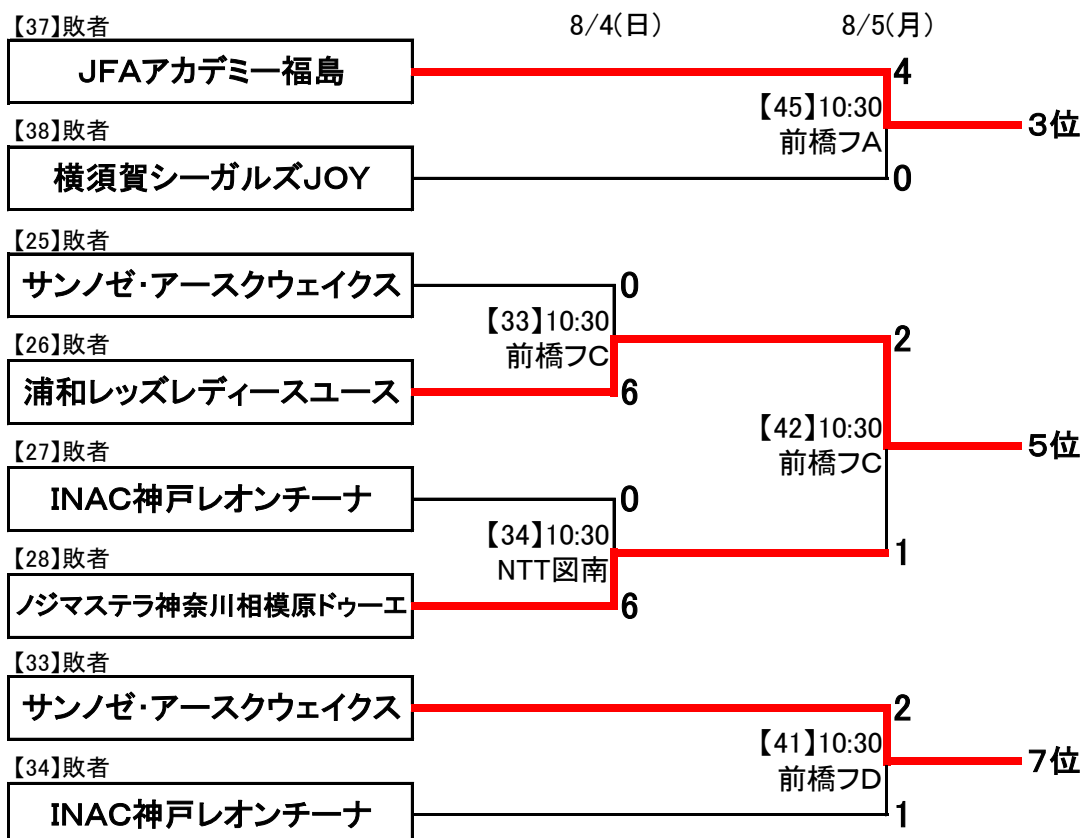 【37】敗者
8/4(日)
8/5(月)
JFAアカデミー福島
4
【45】10:30
前橋フA
3位
【38】敗者
横須賀シーガルズJOY
0
【25】敗者
サンノゼ・アースクウェイクス
0
【33】10:30
前橋フC
2
【26】敗者
浦和レッズレディースユース
6
【42】10:30
前橋フC
5位
【27】敗者
INAC神戸レオンチーナ
0
【34】10:30
NTT図南
1
【28】敗者
ノジマステラ神奈川相模原ドゥーエ
6
【33】敗者
サンノゼ・アースクウェイクス
2
【41】10:30
前橋フD
7位
【34】敗者
INAC神戸レオンチーナ
1